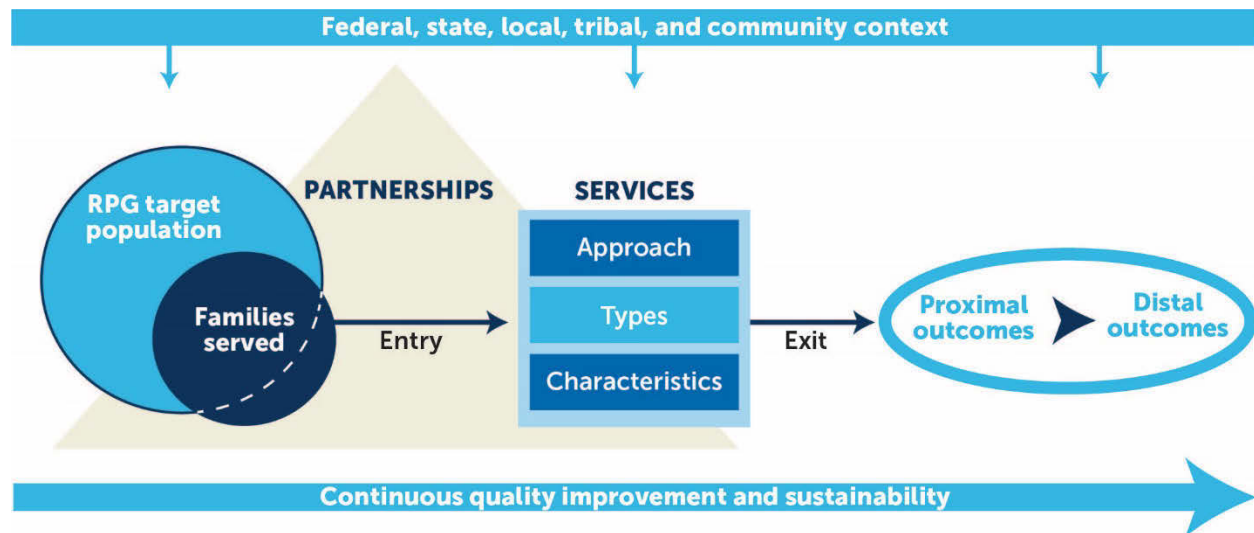 Federal, state, local, tribal, and community context
RPG target
population
Families
served
PARTNERSHIPS
Entry
SERVICES
Approach
Types
Characteristics
Exit
Proximal
outcomes
Distal
outcomes
Continuous quality improvement and sustainability